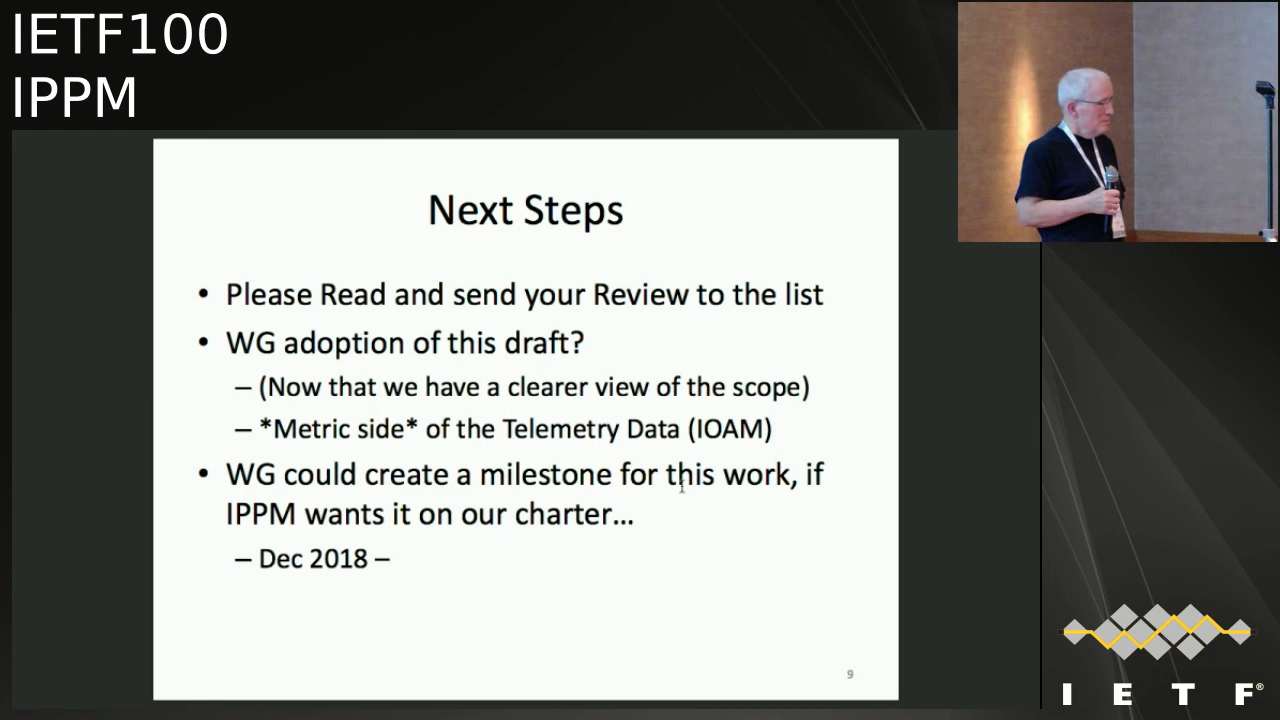 IETF100
IPPM
Next Steps
• Please Read and send your Review to the list
• WG adoption of this draft?
– (Now that we have a clearer view of the scope)
– *Metric side* of the Telemetry Data (IOAM)
• WG could create a milestone for this work, if
IPPM wants it on our charter…
– Dec 2018 –
9
I E T F®